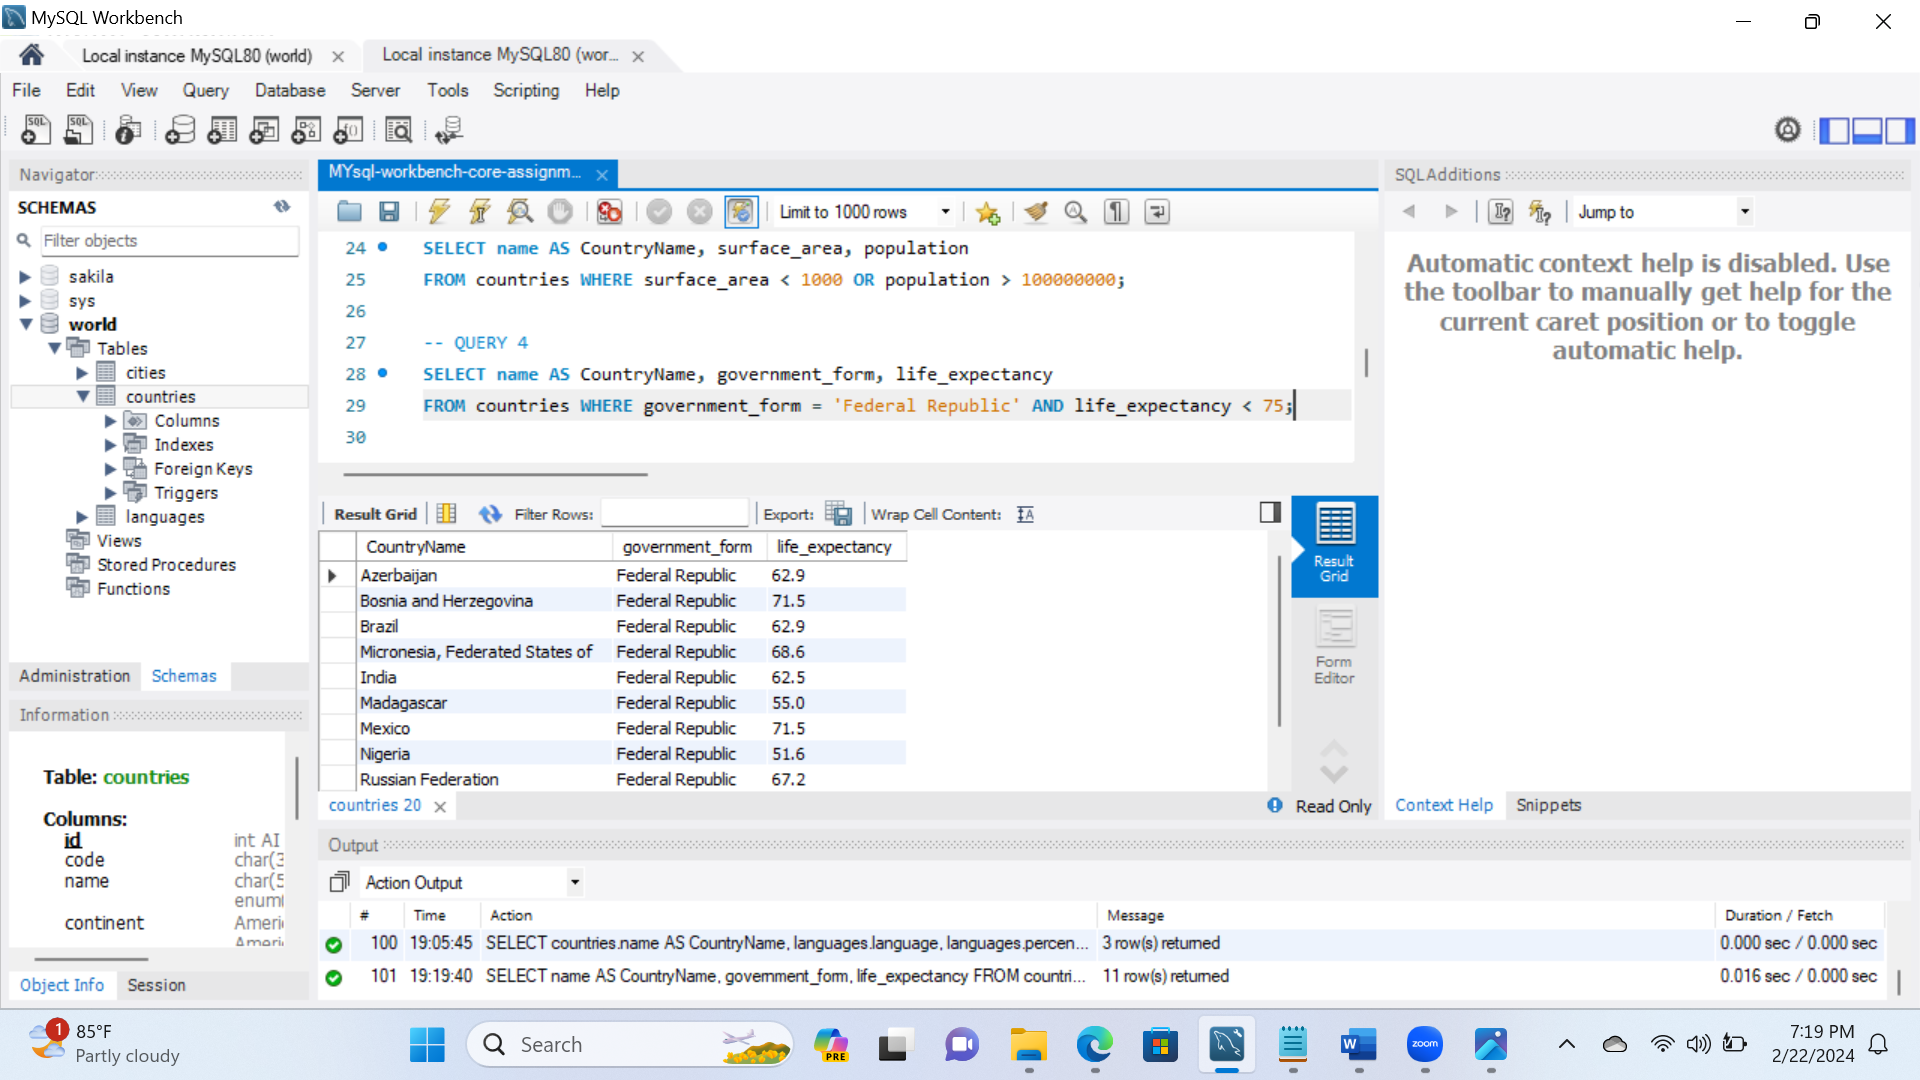 MySQL Workbench
Local instance MySQL80 (world)
Local instance MySQL80 (wor...
File Edit View Query Database Server Tools Scripting Help
Navigator
SCHEMAS
Filter objects
sakila
sys
world
Tables
cities
countries
Columns
Indexes
Foreign Keys
Triggers
languages
Views
Stored Procedures
Functions
Administration Schemas
Information
Table: countries
Columns:
id int AI
code char(3
name char(5
enum(
continent Ameri
Ameri
Object Info Session
MYsql-workbench-core-assignm...
Limit to 1000 rows
24 SELECT name AS CountryName, surface_area, population
25 FROM countries WHERE surface_area < 1000 OR population > 100000000;
26
27 -- QUERY 4
28 SELECT name AS CountryName, government_form, life_expectancy
29 FROM countries WHERE government_form = 'Federal Republic' AND life_expectancy < 75;
30
Result Grid Filter Rows: Export: Wrap Cell Content:
CountryName government_form life_expectancy
Azerbaijan Federal Republic 62.9
Bosnia and Herzegovina Federal Republic 71.5
Brazil Federal Republic 62.9
Micronesia, Federated States of Federal Republic 68.6
India Federal Republic 62.5
Madagascar Federal Republic 55.0
Mexico Federal Republic 71.5
Nigeria Federal Republic 51.6
Russian Federation Federal Republic 67.2
Result
Grid
Form
Editor
countries 20
Read Only
SQLAdditions
Jump to
Automatic context help is disabled. Use
the toolbar to manually get help for the
current caret position or to toggle
automatic help.
Context Help Snippets
Output
Action Output
# Time Action Message Duration / Fetch
100 19:05:45 SELECT countries.name AS CountryName, languages.language, languages.percen... 3 row(s) returned 0.000 sec / 0.000 sec
101 19:19:40 SELECT name AS CountryName, government_form, life_expectancy FROM countri... 11 row(s) returned 0.016 sec / 0.000 sec
1
85°F
Partly cloudy
Search
PRE
W
zoom
7:19 PM
2/22/2024